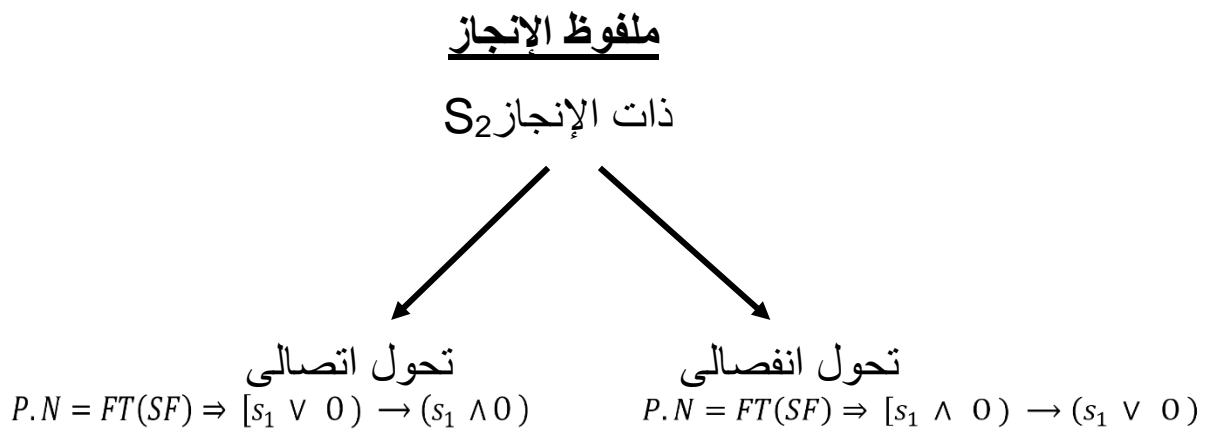 ملفوظ الإنجاز
ذات الإنجازS₂
تحول انفصالى
تحول اتصالى
P.N = FT(SF) ⇒ [s₁ ∧ O ) → (s₁ ∨ O )
P.N = FT(SF) ⇒ [s₁ ∨ O ) → (s₁ ∧ O )